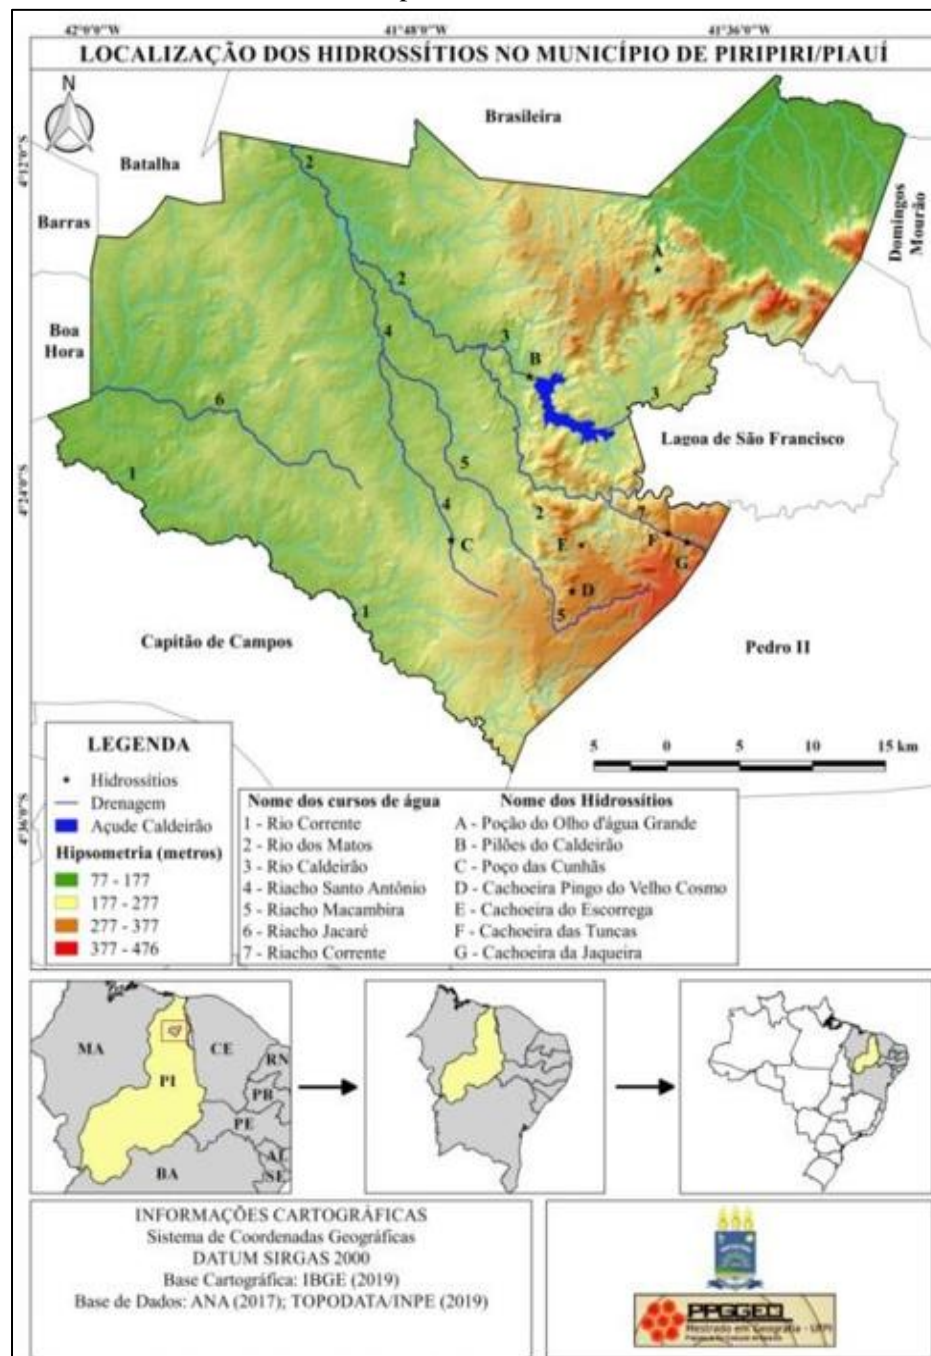 42°0'0"W 41°48'0"W 41°36'0"W
LOCALIZAÇÃO DOS HIDROSSÍTIOS NO MUNICÍPIO DE PIRIPIRI/PIAUÍ
N
Brasileira
Batalha
4°12'0"S
Barras
Domingos
Mourão
2
A
2
Boa
Hora
4
3
B
3
6
Lagoa de São Francisco
1
5
4°24'0"S
4
2
7
C
E
F
G
D
1
5
Capitão de Campos
Pedro II
LEGENDA
Hidrossítios
Drenagem
Açude Caldeirão
Hipsometria (metros)
77 - 177
177 - 277
277 - 377
377 - 476
5 0 5 10 15 km
4°36'0"S
Nome dos cursos de água
1 - Rio Corrente
2 - Rio dos Matos
3 - Rio Caldeirão
4 - Riacho Santo Antônio
5 - Riacho Macambira
6 - Riacho Jacaré
7 - Riacho Corrente
Nome dos Hidrossítios
A - Poção do Olho d'água Grande
B - Pilões do Caldeirão
C - Poço das Cunhãs
D - Cachoeira Pingo do Velho Cosmo
E - Cachoeira do Escorrega
F - Cachoeira das Tuncas
G - Cachoeira da Jaqueira
MA
PI
CE
RN
PB
PE
AL
SE
BA
INFORMAÇÕES CARTOGRÁFICAS
Sistema de Coordenadas Geográficas
DATUM SIRGAS 2000
Base Cartográfica: IBGE (2019)
Base de Dados: ANA (2017); TOPODATA/INPE (2019)
PPGGEO
Mestrado em Geografia - UFPI